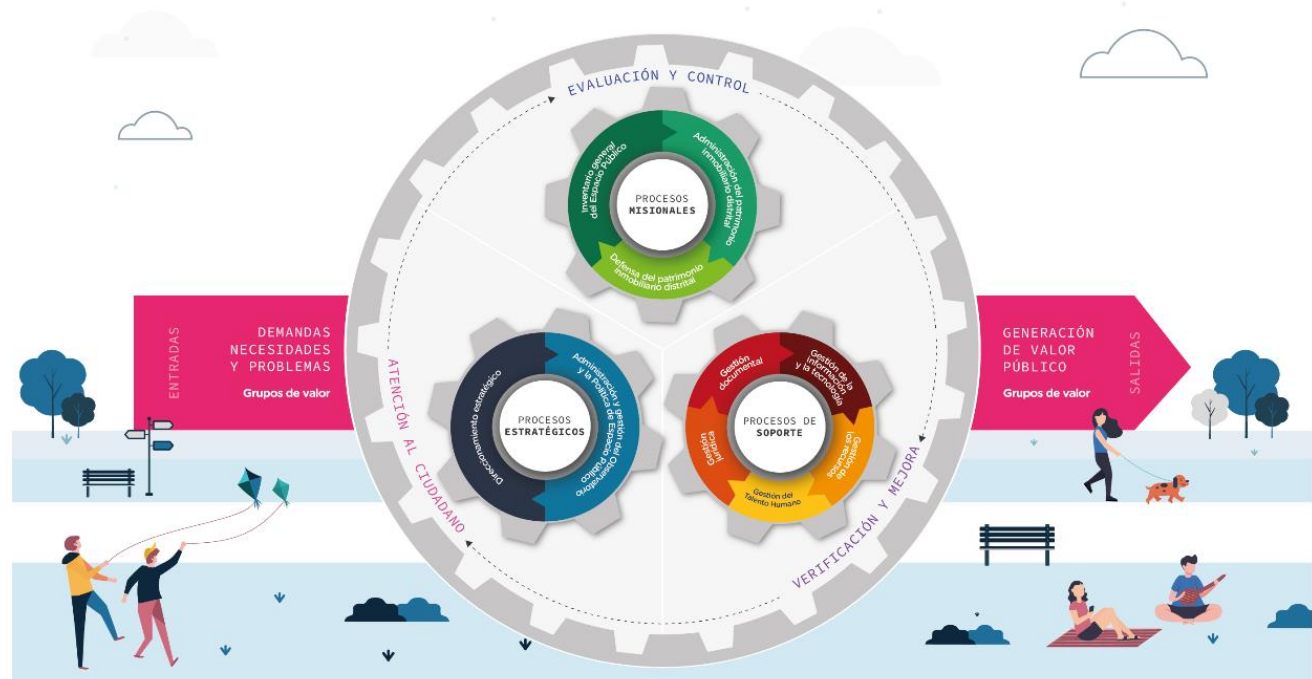 EVALUACIÓN Y CONTROL
Inventario general
del Espacio Público
Administración del patrimonio
inmobiliario distrital
PROCESOS
MISIONALES
Defensa del patrimonio
inmobiliario distrital
ENTRADAS
DEMANDAS
NECESIDADES
Y PROBLEMAS
Grupos de valor
GENERACIÓN
DE VALOR
PÚBLICO
Grupos de valor
SALIDAS
ATENCIÓN AL CIUDADANO
Direccionamiento estratégico
PROCESOS
ESTRATÉGICOS
Administración y gestión del Observatorio
y la Política de Espacio
Público
Gestión
documental
Gestión de la
información
y la tecnología
PROCESOS DE
SOPORTE
Gestión
jurídica
Gestión de
los recursos
Gestión del
Talento Humano
VERIFICACIÓN Y MEJORA